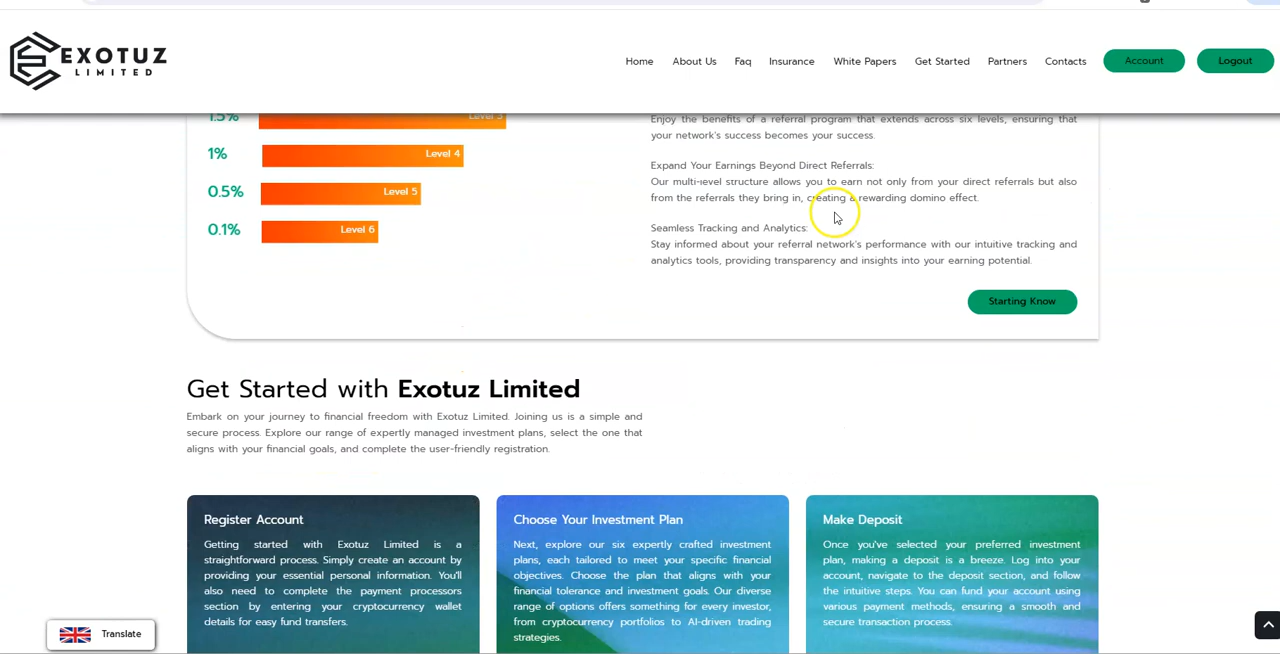 EXOTUZ
LIMITED
Home About Us Faq Insurance White Papers Get Started Partners Contacts Account Logout
1.5% Level 3
1% Level 4
0.5% Level 5
0.1% Level 6
Enjoy the benefits of a referral program that extends across six levels, ensuring that
your network's success becomes your success.
Expand Your Earnings Beyond Direct Referrals:
Our multi-level structure allows you to earn not only from your direct referrals but also
from the referrals they bring in, creating a rewarding domino effect.
Seamless Tracking and Analytics:
Stay informed about your referral network's performance with our intuitive tracking and
analytics tools, providing transparency and insights into your earning potential.
Starting Know
Get Started with Exotuz Limited
Embark on your journey to financial freedom with Exotuz Limited. Joining us is a simple and
secure process. Explore our range of expertly managed investment plans, select the one that
aligns with your financial goals, and complete the user-friendly registration.
Register Account
Getting started with Exotuz Limited is a
straightforward process. Simply create an account by
providing your essential personal information. You'll
also need to complete the payment processors
section by entering your cryptocurrency wallet
details for easy fund transfers.
Choose Your Investment Plan
Next, explore our six expertly crafted investment
plans, each tailored to meet your specific financial
objectives. Choose the plan that aligns with your
financial tolerance and investment goals. Our diverse
range of options offers something for every investor,
from cryptocurrency portfolios to AI-driven trading
strategies.
Make Deposit
Once you've selected your preferred investment
plan, making a deposit is a breeze. Log into your
account, navigate to the deposit section, and follow
the intuitive steps. You can fund your account using
various payment methods, ensuring a smooth and
secure transaction process.
Translate